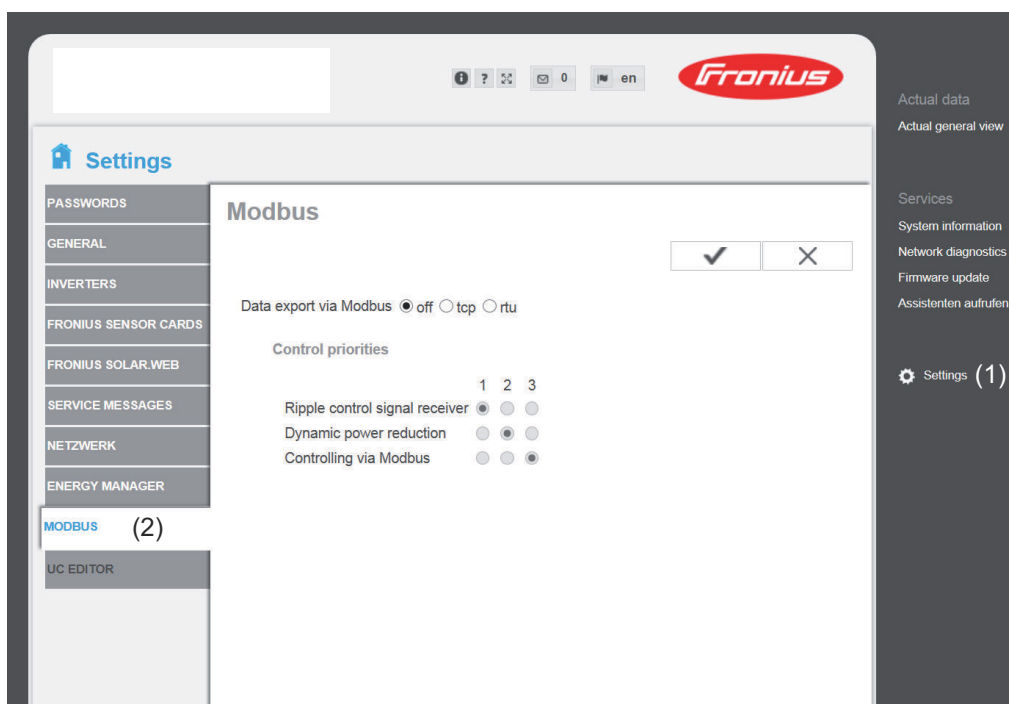 0 en Fronius
Settings
PASSWORDS
GENERAL
INVERTERS
FRONIUS SENSOR CARDS
FRONIUS SOLAR.WEB
SERVICE MESSAGES
NETZWERK
ENERGY MANAGER
MODBUS (2)
UC EDITOR
Modbus
Data export via Modbus off tcp rtu
Control priorities
1 2 3
Ripple control signal receiver
Dynamic power reduction
Controlling via Modbus
Actual data
Actual general view
Services
System information
Network diagnostics
Firmware update
Assistenten aufrufen
Settings (1)